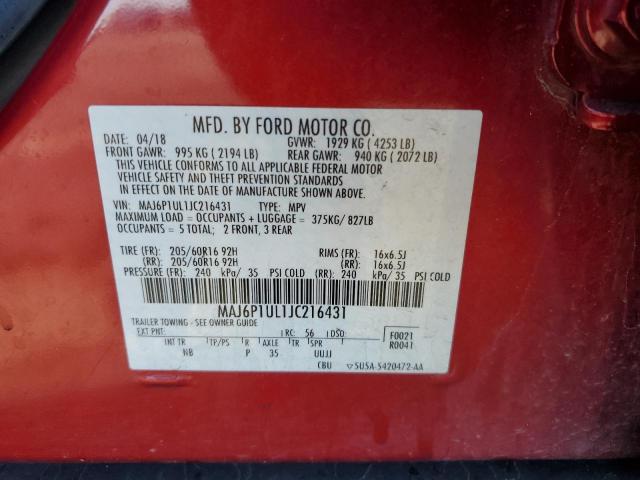 MFD. BY FORD MOTOR CO.
DATE: 04/18 GVWR: 1929 KG ( 4253 LB)
FRONT GAWR: 995 KG ( 2194 LB) REAR GAWR: 940 KG ( 2072 LB)
THIS VEHICLE CONFORMS TO ALL APPLICABLE FEDERAL MOTOR
VEHICLE SAFETY AND THEFT PREVENTION STANDARDS
IN EFFECT ON THE DATE OF MANUFACTURE SHOWN ABOVE.
VIN: MAJ6P1UL1JC216431 TYPE: MPV
MAXIMUM LOAD = OCCUPANTS + LUGGAGE = 375KG/ 827LB
OCCUPANTS = 5 TOTAL; 2 FRONT, 3 REAR
TIRE (FR): 205/60R16 92H RIMS (FR): 16x6.5J
(RR): 205/60R16 92H (RR): 16x6.5J
PRESSURE (FR): 240 kPa/ 35 PSI COLD (RR): 240 kPa/ 35 PSI COLD
MAJ6P1UL1JC216431
TRAILER TOWING - SEE OWNER GUIDE
EXT PNT: RC: 56 DSO: F0021
R0041
INT TR TP/PS R AXLE TR SPR
NB P 35 UUJJ
CBU 5U5A-5420472-AA